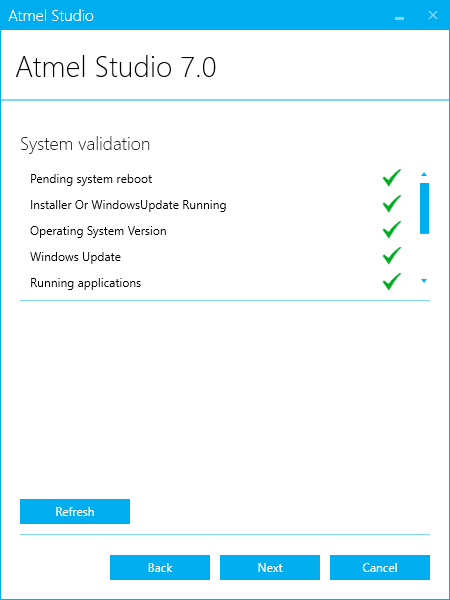 Atmel Studio
Atmel Studio 7.0
System validation
Pending system reboot
Installer Or WindowsUpdate Running
Operating System Version
Windows Update
Running applications
Refresh
Back Next Cancel